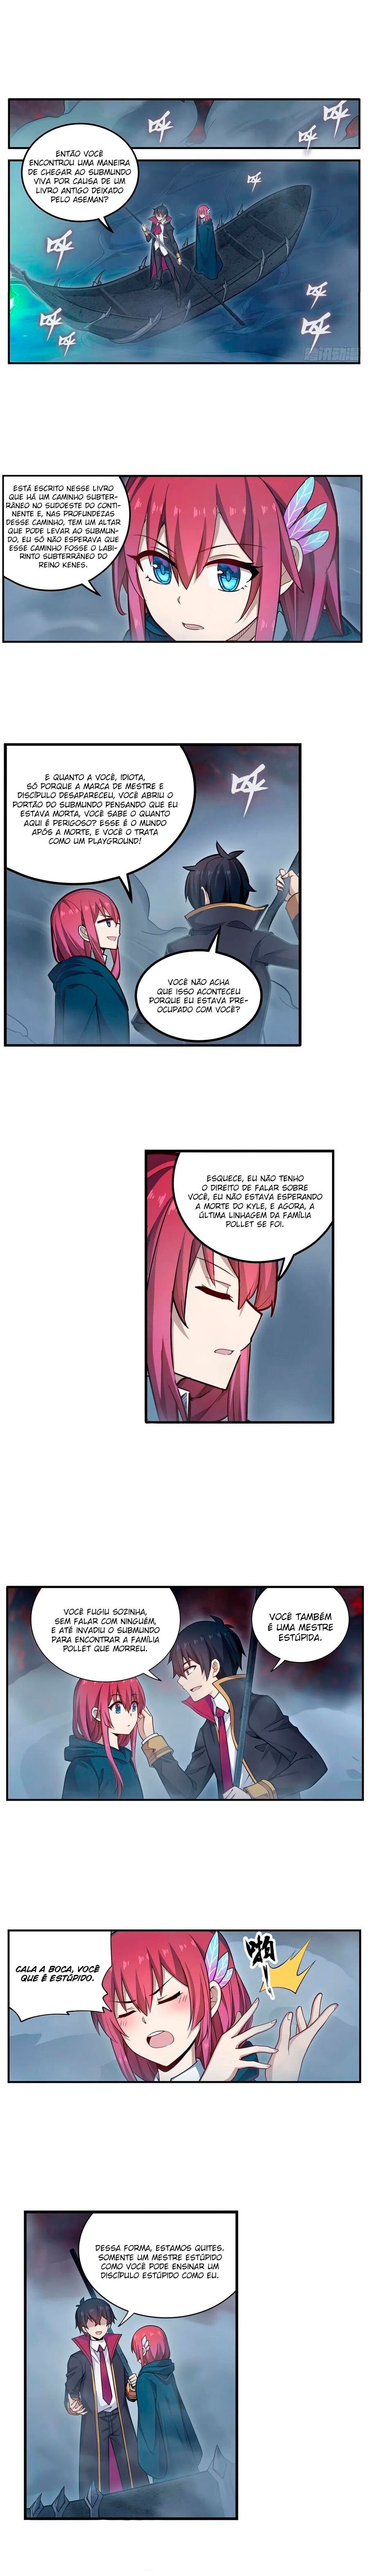 ENTÃO VOCÊ
ENCONTROU UMA MANEIRA
DE CHEGAR AO SUBMUNDO
VIVA POR CAUSA DE UM
LIVRO ANTIGO DEIXADO
PELO ASEMAN?
ESTÁ ESCRITO NESSE LIVRO
QUE HÁ UM CAMINHO SUBTER-
RÂNEO NO SUDOESTE DO CONTI-
NENTE E, NAS PROFUNDEZAS
DESSE CAMINHO, TEM UM ALTAR
QUE PODE LEVAR AO SUBMUN-
DO, EU SÓ NÃO ESPERAVA QUE
ESSE CAMINHO FOSSE O LABI-
RINTO SUBTERRÂNEO DO
REINO KENES.
E QUANTO A VOCÊ, IDIOTA,
SÓ PORQUE A MARCA DE MESTRE E
DISCÍPULO DESAPARECEU, VOCÊ ABRIU O
PORTÃO DO SUBMUNDO PENSANDO QUE EU
ESTAVA MORTA, VOCÊ SABE O QUANTO
AQUI É PERIGOSO? ESSE É O MUNDO
APÓS A MORTE, E VOCÊ O TRATA
COMO UM PLAYGROUND!
VOCÊ NÃO ACHA
QUE ISSO ACONTECEU
PORQUE EU ESTAVA PRE-
OCUPADO COM VOCÊ?
ESQUECE, EU NÃO TENHO
O DIREITO DE FALAR SOBRE
VOCÊ, EU NÃO ESTAVA ESPERANDO
A MORTE DO KYLE, E AGORA, A
ÚLTIMA LINHAGEM DA FAMÍLIA
POLLET SE FOI.
VOCÊ FUGIU SOZINHA,
SEM FALAR COM NINGUÉM,
E ATÉ INVADIU O SUBMUNDO
PARA ENCONTRAR A FAMÍLIA
POLLET QUE MORREU.
VOCÊ TAMBÉM
É UMA MESTRE
ESTÚPIDA.
CALA A BOCA, VOCÊ
QUE É ESTÚPIDO.
啪!
DESSA FORMA, ESTAMOS QUITES.
SOMENTE UM MESTRE ESTÚPIDO
COMO VOCÊ PODE ENSINAR UM
DISCÍPULO ESTÚPIDO COMO EU.